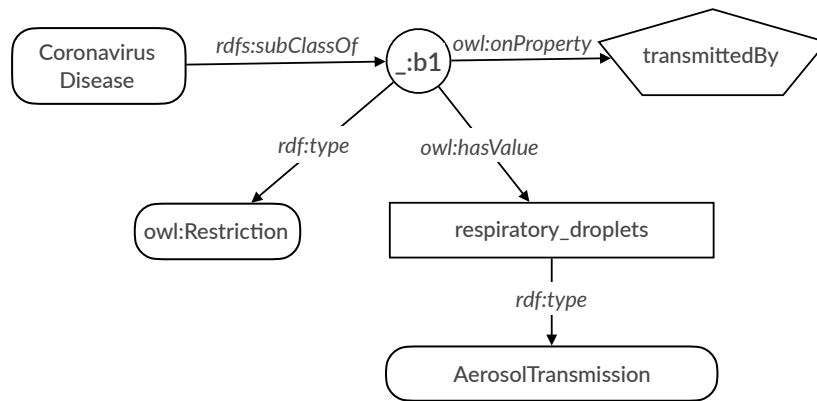 Coronavirus
Disease
rdfs:subClassOf
_:b1
owl:onProperty
transmittedBy
rdf:type
owl:hasValue
owl:Restriction
respiratory_droplets
rdf:type
AerosolTransmission